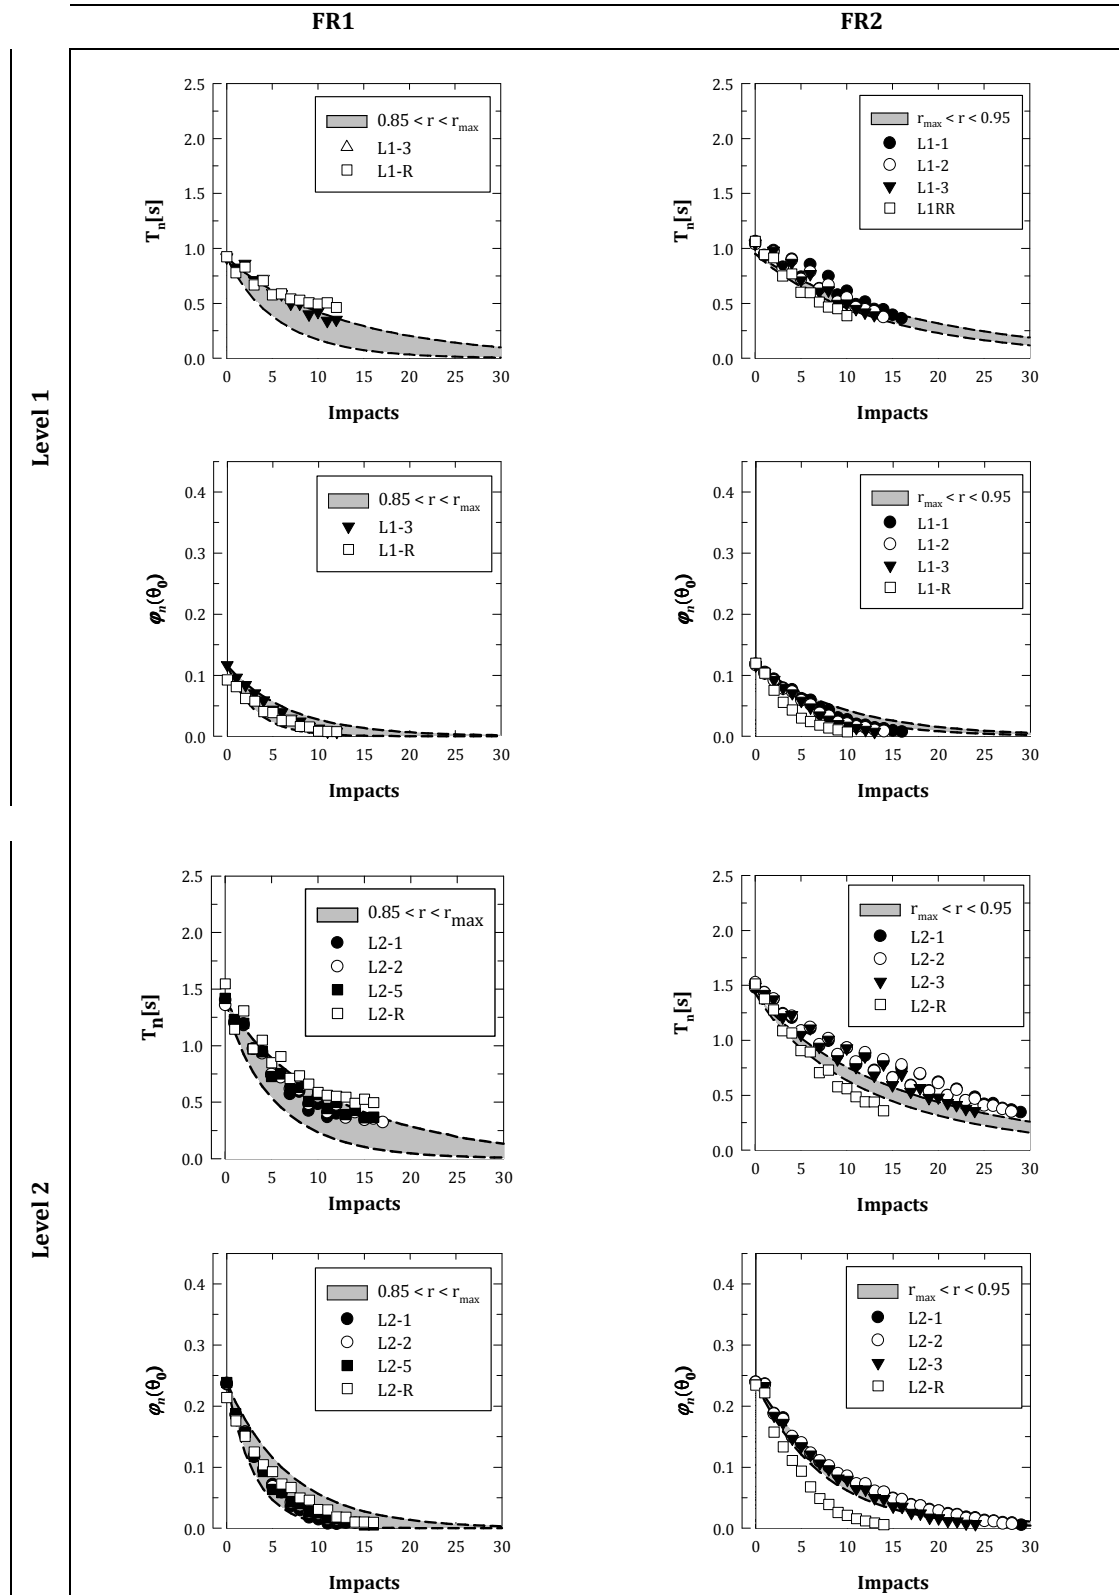 FR1 FR2
Level 1
2.5
2.0
1.5
1.0
0.5
0.0
T_n[s]
0.85 < r < r_max
L1-3
L1-R
0 5 10 15 20 25 30
Impacts
2.5
2.0
1.5
1.0
0.5
0.0
T_n[s]
r_max < r < 0.95
L1-1
L1-2
L1-3
L1RR
0 5 10 15 20 25 30
Impacts
0.4
0.3
0.2
0.1
0.0
φ_n(θ_0)
0.85 < r < r_max
L1-3
L1-R
0 5 10 15 20 25 30
Impacts
0.4
0.3
0.2
0.1
0.0
φ_n(θ_0)
r_max < r < 0.95
L1-1
L1-2
L1-3
L1-R
0 5 10 15 20 25 30
Impacts
Level 2
2.5
2.0
1.5
1.0
0.5
0.0
T_n[s]
0.85 < r < r_max
L2-1
L2-2
L2-5
L2-R
0 5 10 15 20 25 30
Impacts
2.5
2.0
1.5
1.0
0.5
0.0
T_n[s]
r_max < r < 0.95
L2-1
L2-2
L2-3
L2-R
0 5 10 15 20 25 30
Impacts
0.4
0.3
0.2
0.1
0.0
φ_n(θ_0)
0.85 < r < r_max
L2-1
L2-2
L2-5
L2-R
0 5 10 15 20 25 30
Impacts
0.4
0.3
0.2
0.1
0.0
φ_n(θ_0)
r_max < r < 0.95
L2-1
L2-2
L2-3
L2-R
0 5 10 15 20 25 30
Impacts